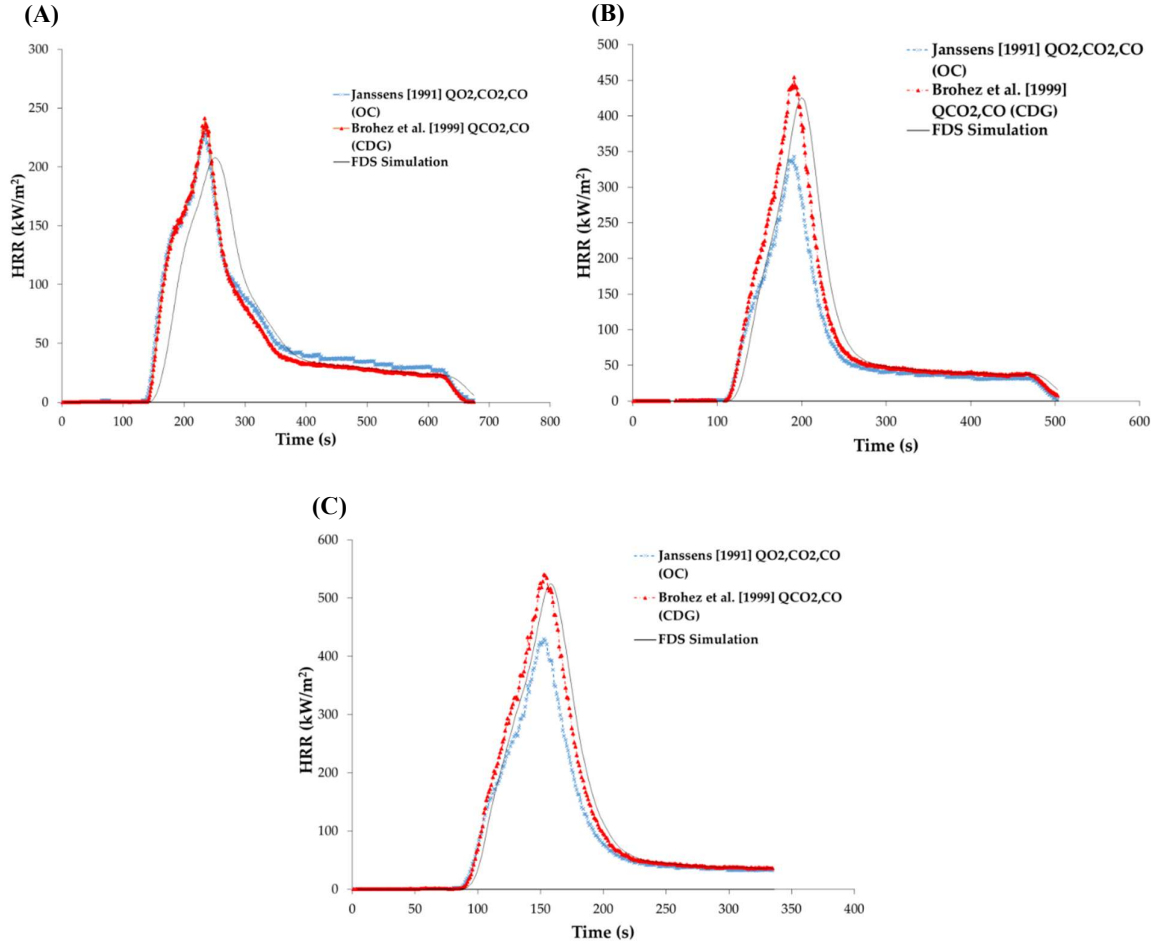 (A)
300
250
200
150
100
50
0
HRR (kW/m²)
0 100 200 300 400 500 600 700 800
Time (s)
Janssens [1991] QO2,CO2,CO
(OC)
Brohez et al. [1999] QCO2,CO
(CDG)
FDS Simulation
(B)
500
450
400
350
300
250
200
150
100
50
0
HRR (kW/m²)
0 100 200 300 400 500 600
Time (s)
Janssens [1991] QO2,CO2,CO
(OC)
Brohez et al. [1999]
QCO2,CO (CDG)
FDS Simulation
(C)
600
500
400
300
200
100
0
HRR (kW/m²)
0 50 100 150 200 250 300 350 400
Time (s)
Janssens [1991] QO2,CO2,CO
(OC)
Brohez et al. [1999] QCO2,CO
(CDG)
FDS Simulation